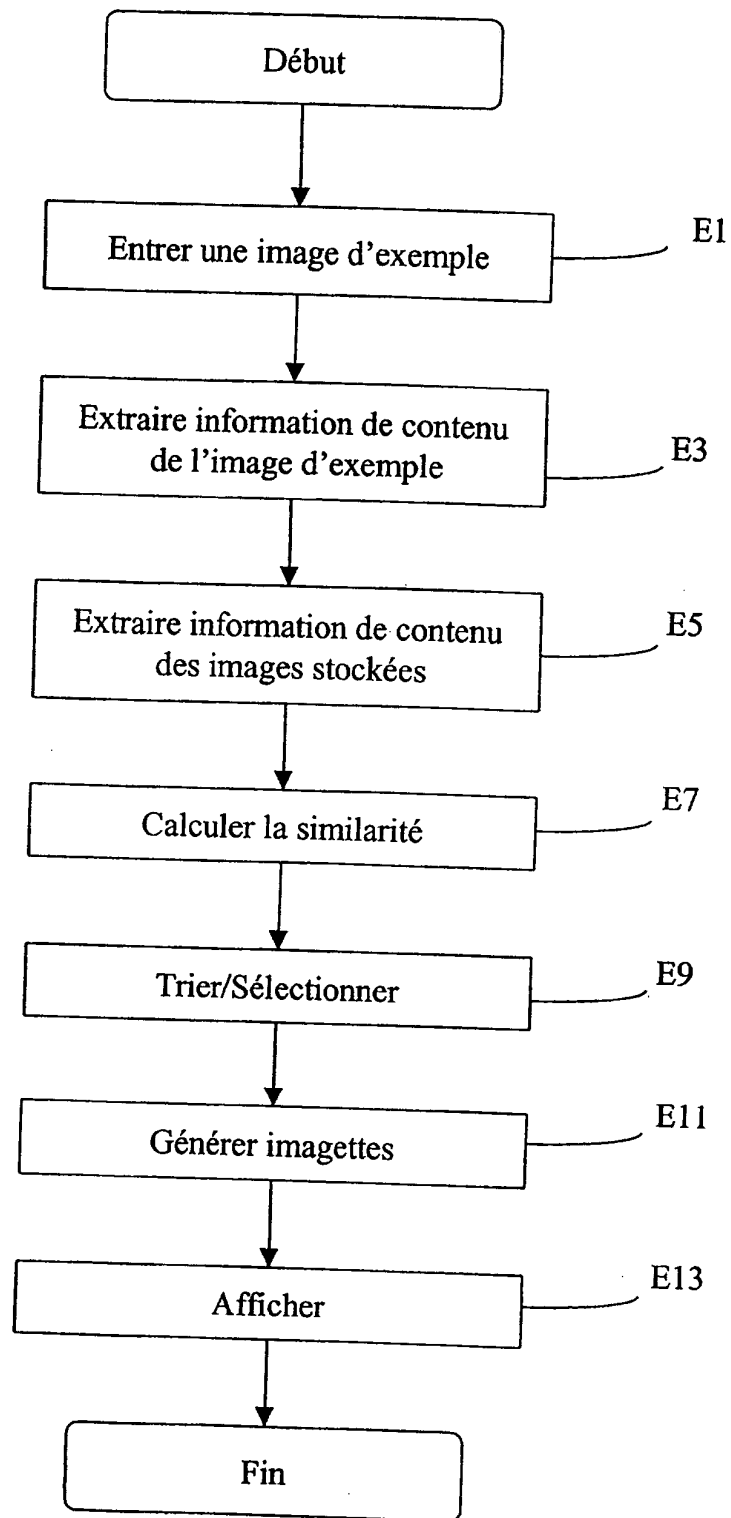 Début
Entrer une image d'exemple
E1
Extraire information de contenu
de l'image d'exemple
E3
Extraire information de contenu
des images stockées
E5
Calculer la similarité
E7
Trier/Sélectionner
E9
Générer imagettes
E11
Afficher
E13
Fin